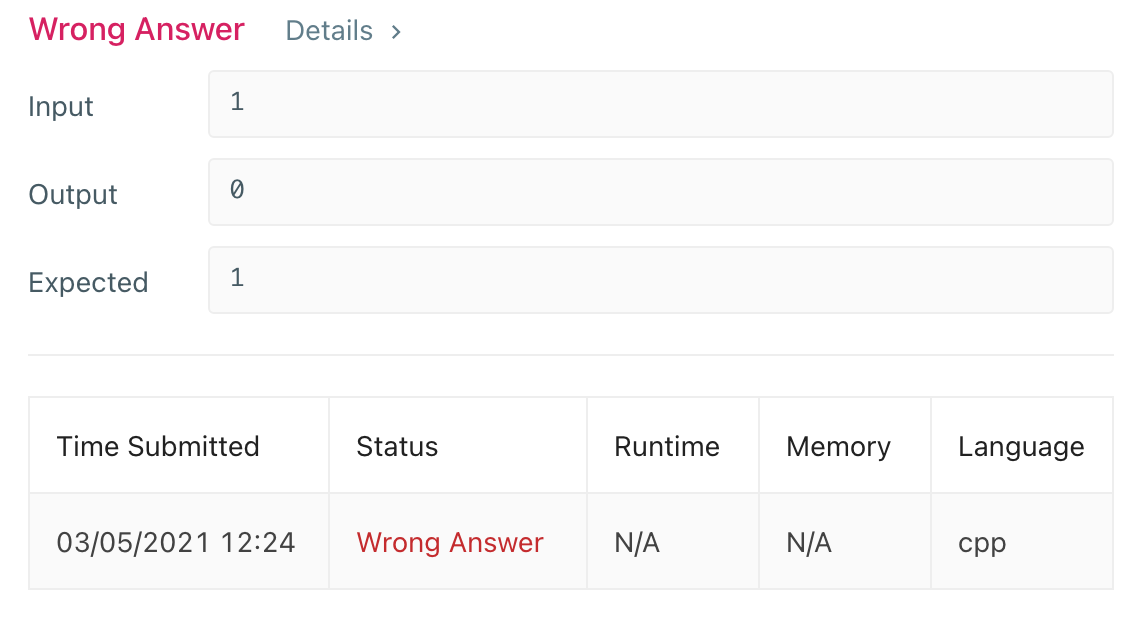 Wrong Answer Details >
Input 1
Output 0
Expected 1
Time Submitted Status Runtime Memory Language
03/05/2021 12:24 Wrong Answer N/A N/A cpp